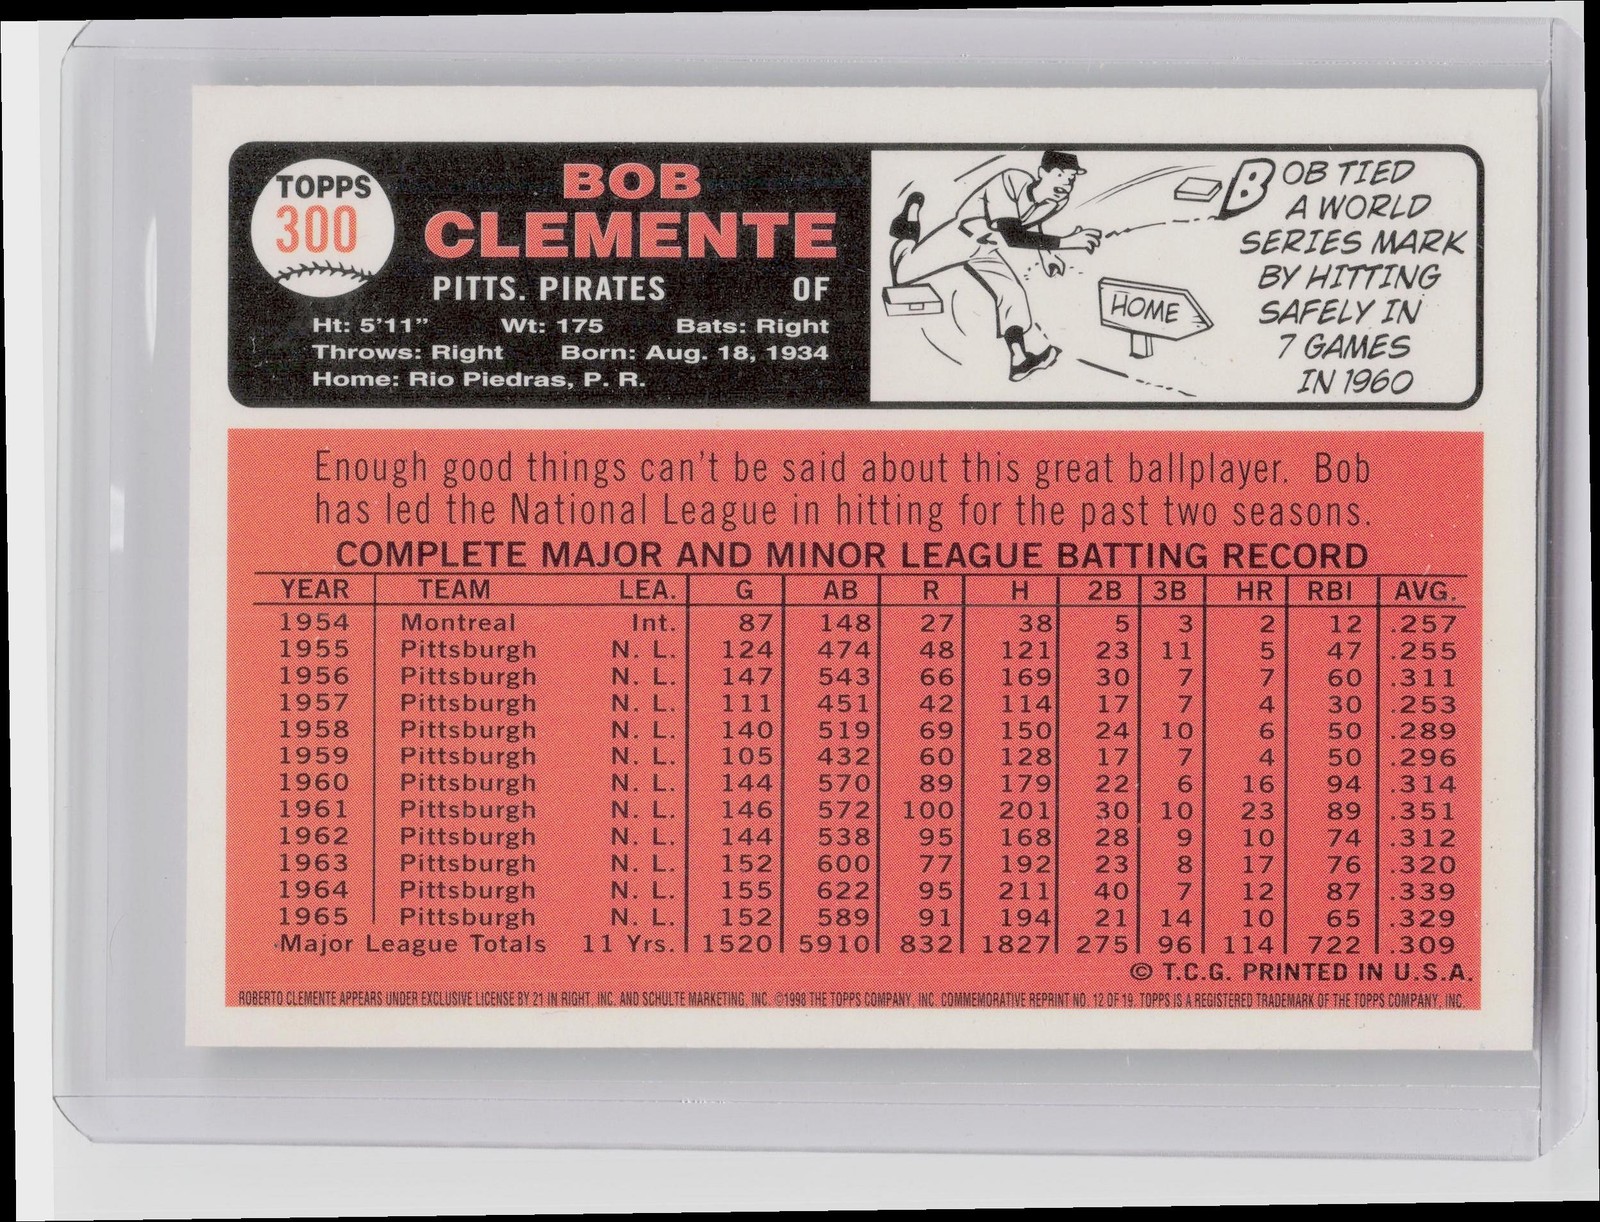 TOPPS
300
BOB
CLEMENTE
PITTS. PIRATES OF
Ht: 5'11" Wt: 175 Bats: Right
Throws: Right Born: Aug. 18, 1934
Home: Rio Piedras, P. R.
HOME
BOB TIED
A WORLD
SERIES MARK
BY HITTING
SAFELY IN
7 GAMES
IN 1960
Enough good things can't be said about this great ballplayer. Bob
has led the National League in hitting for the past two seasons.
COMPLETE MAJOR AND MINOR LEAGUE BATTING RECORD
YEAR TEAM LEA. G AB R H 2B 3B HR RBI AVG.
1954 Montreal Int. 87 148 27 38 5 3 2 12 .257
1955 Pittsburgh N. L. 124 474 48 121 23 11 5 47 .255
1956 Pittsburgh N. L. 147 543 66 169 30 7 7 60 .311
1957 Pittsburgh N. L. 111 451 42 114 17 7 4 30 .253
1958 Pittsburgh N. L. 140 519 69 150 24 10 6 50 .289
1959 Pittsburgh N. L. 105 432 60 128 17 7 4 50 .296
1960 Pittsburgh N. L. 144 570 89 179 22 6 16 94 .314
1961 Pittsburgh N. L. 146 572 100 201 30 10 23 89 .351
1962 Pittsburgh N. L. 144 538 95 168 28 9 10 74 .312
1963 Pittsburgh N. L. 152 600 77 192 23 8 17 76 .320
1964 Pittsburgh N. L. 155 622 95 211 40 7 12 87 .339
1965 Pittsburgh N. L. 152 589 91 194 21 14 10 65 .329
Major League Totals 11 Yrs. 1520 5910 832 1827 275 96 114 722 .309
© T.C.G. PRINTED IN U.S.A.
ROBERTO CLEMENTE APPEARS UNDER EXCLUSIVE LICENSE BY 21 IN RIGHT, INC. AND SCHULTE MARKETING, INC. ©1998 THE TOPPS COMPANY, INC. COMMEMORATIVE REPRINT NO. 12 OF 19. TOPPS IS A REGISTERED TRADEMARK OF THE TOPPS COMPANY, INC.